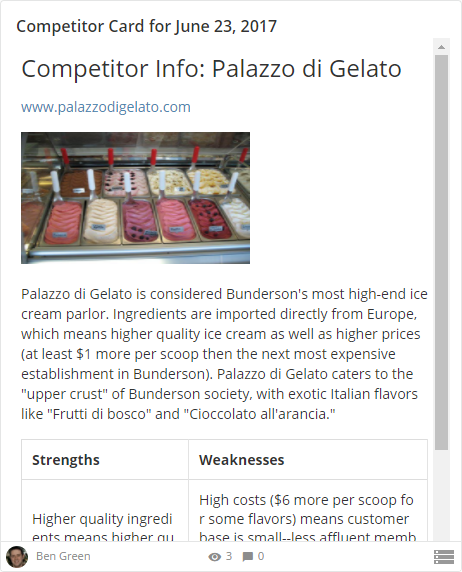 Competitor Card for June 23, 2017
Competitor Info: Palazzo di Gelato
www.palazzodigelato.com
Palazzo di Gelato is considered Bunderson's most high-end ice
cream parlor. Ingredients are imported directly from Europe,
which means higher quality ice cream as well as higher prices
(at least $1 more per scoop then the next most expensive
establishment in Bunderson). Palazzo di Gelato caters to the
"upper crust" of Bunderson society, with exotic Italian flavors
like "Frutti di bosco" and "Cioccolato all'arancia."
Strengths
Weaknesses
Higher quality ingredi
ents means higher qu
High costs ($6 more per scoop fo
r some flavors) means customer
base is small--less affluent memb
Ben Green
3
0